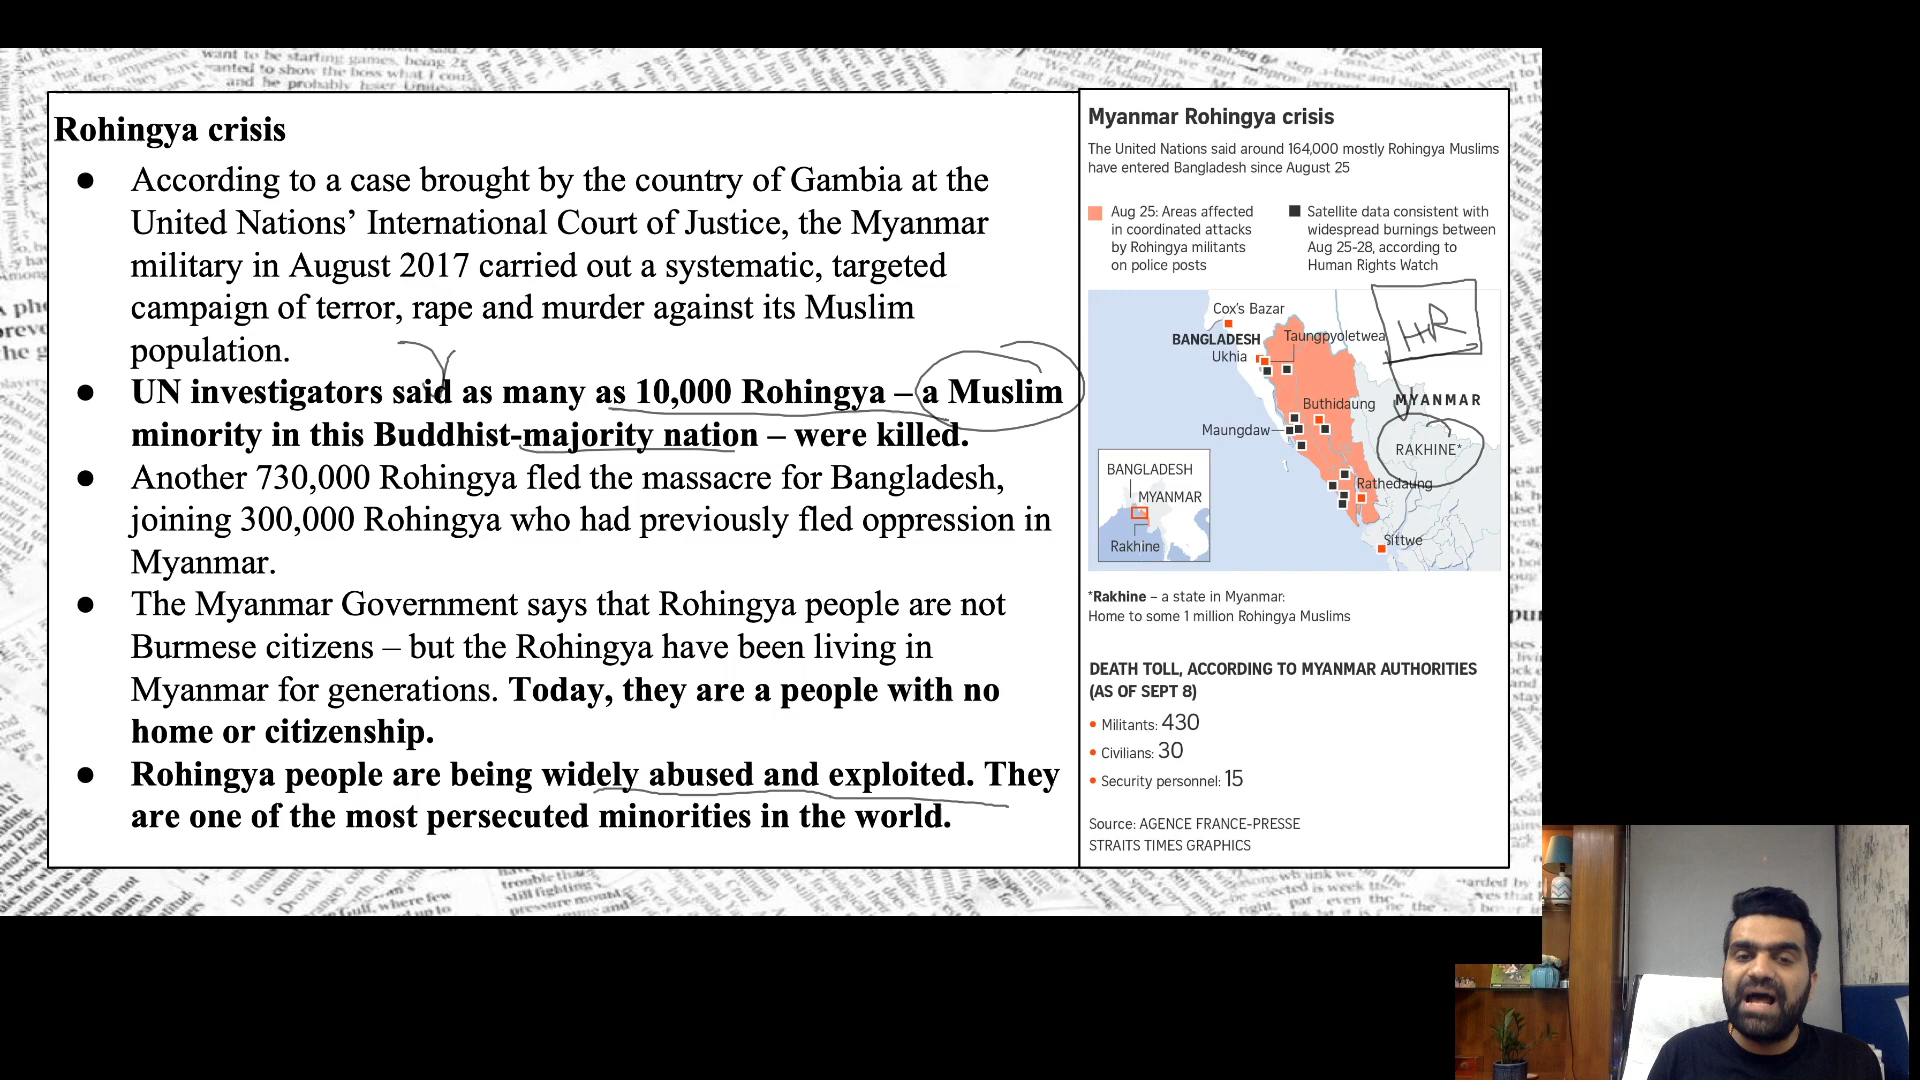 Rohingya crisis
● According to a case brought by the country of Gambia at the
United Nations’ International Court of Justice, the Myanmar
military in August 2017 carried out a systematic, targeted
campaign of terror, rape and murder against its Muslim
population.
● UN investigators said as many as 10,000 Rohingya – a Muslim
minority in this Buddhist-majority nation – were killed.
● Another 730,000 Rohingya fled the massacre for Bangladesh,
joining 300,000 Rohingya who had previously fled oppression in
Myanmar.
● The Myanmar Government says that Rohingya people are not
Burmese citizens – but the Rohingya have been living in
Myanmar for generations. Today, they are a people with no
home or citizenship.
● Rohingya people are being widely abused and exploited. They
are one of the most persecuted minorities in the world.
Myanmar Rohingya crisis
The United Nations said around 164,000 mostly Rohingya Muslims
have entered Bangladesh since August 25
Aug 25: Areas affected
in coordinated attacks
by Rohingya militants
on police posts
Satellite data consistent with
widespread burnings between
Aug 25-28, according to
Human Rights Watch
HR
Cox’s Bazar
BANGLADESH
Taungpyoletwea
Ukhia
Buthidaung
MYANMAR
Maungdaw
RAKHINE*
BANGLADESH
MYANMAR
Rakhine
Rathedaung
Sittwe
*Rakhine – a state in Myanmar:
Home to some 1 million Rohingya Muslims
DEATH TOLL, ACCORDING TO MYANMAR AUTHORITIES
(AS OF SEPT 8)
• Militants: 430
• Civilians: 30
• Security personnel: 15
Source: AGENCE FRANCE-PRESSE
STRAITS TIMES GRAPHICS